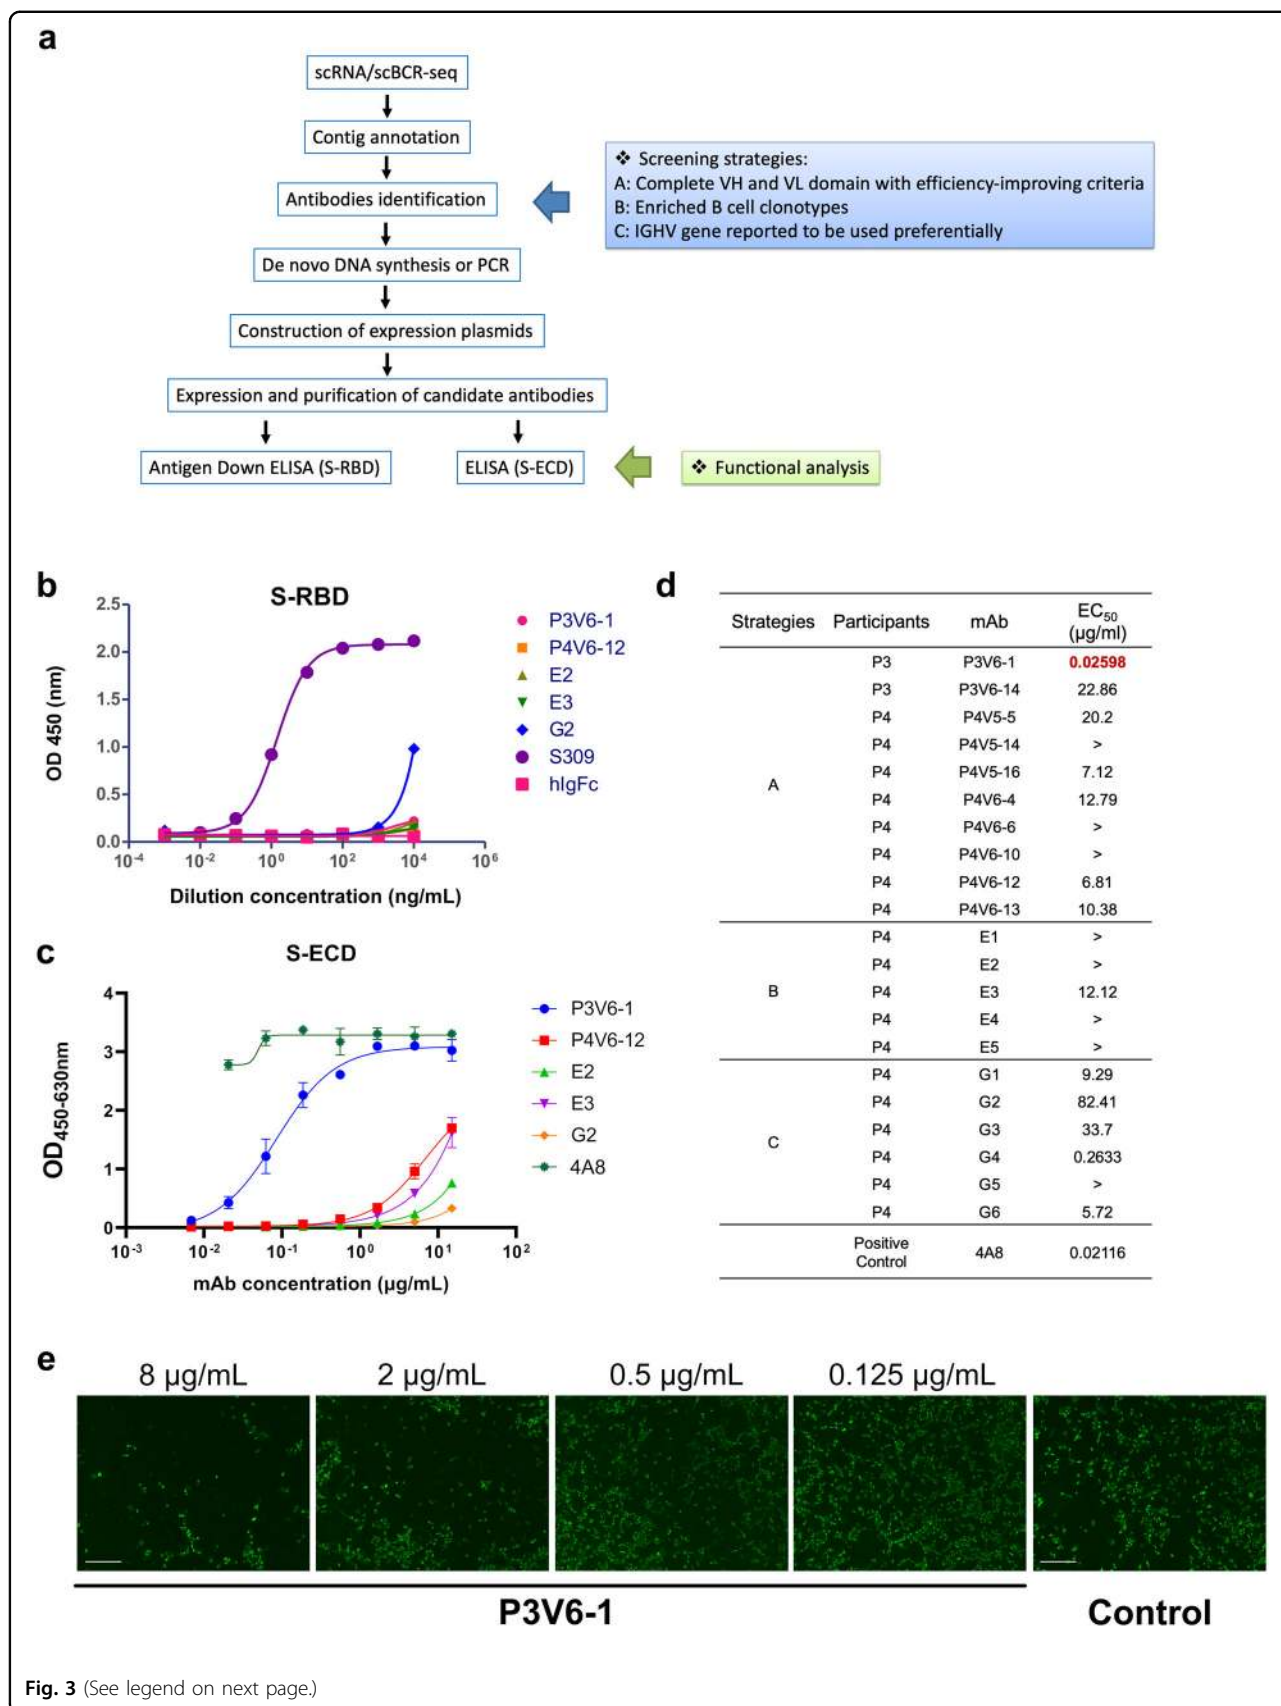 a
scRNA/scBCR-seq
Contig annotation
Antibodies identification
De novo DNA synthesis or PCR
Construction of expression plasmids
Expression and purification of candidate antibodies
Antigen Down ELISA (S-RBD)
ELISA (S-ECD)
❖ Screening strategies:
A: Complete VH and VL domain with efficiency-improving criteria
B: Enriched B cell clonotypes
C: IGHV gene reported to be used preferentially
❖ Functional analysis
b
S-RBD
OD 450 (nm)
2.5
2.0
1.5
1.0
0.5
0.0
10⁻⁴ 10⁻² 10⁰ 10² 10⁴ 10⁶
Dilution concentration (ng/mL)
P3V6-1
P4V6-12
E2
E3
G2
S309
hIgFc
c
S-ECD
OD450-630nm
4
3
2
1
0
10⁻³ 10⁻² 10⁻¹ 10⁰ 10¹ 10²
mAb concentration (µg/mL)
P3V6-1
P4V6-12
E2
E3
G2
4A8
d
Strategies Participants mAb EC50 (µg/ml)
P3 P3V6-1 0.02598
P3 P3V6-14 22.86
P4 P4V5-5 20.2
P4 P4V5-14 >
A P4 P4V5-16 7.12
P4 P4V6-4 12.79
P4 P4V6-6 >
P4 P4V6-10 >
P4 P4V6-12 6.81
P4 P4V6-13 10.38
P4 E1 >
P4 E2 >
B P4 E3 12.12
P4 E4 >
P4 E5 >
P4 G1 9.29
P4 G2 82.41
C P4 G3 33.7
P4 G4 0.2633
P4 G5 >
P4 G6 5.72
Positive Control 4A8 0.02116
e
8 µg/mL 2 µg/mL 0.5 µg/mL 0.125 µg/mL
P3V6-1 Control
Fig. 3 (See legend on next page.)